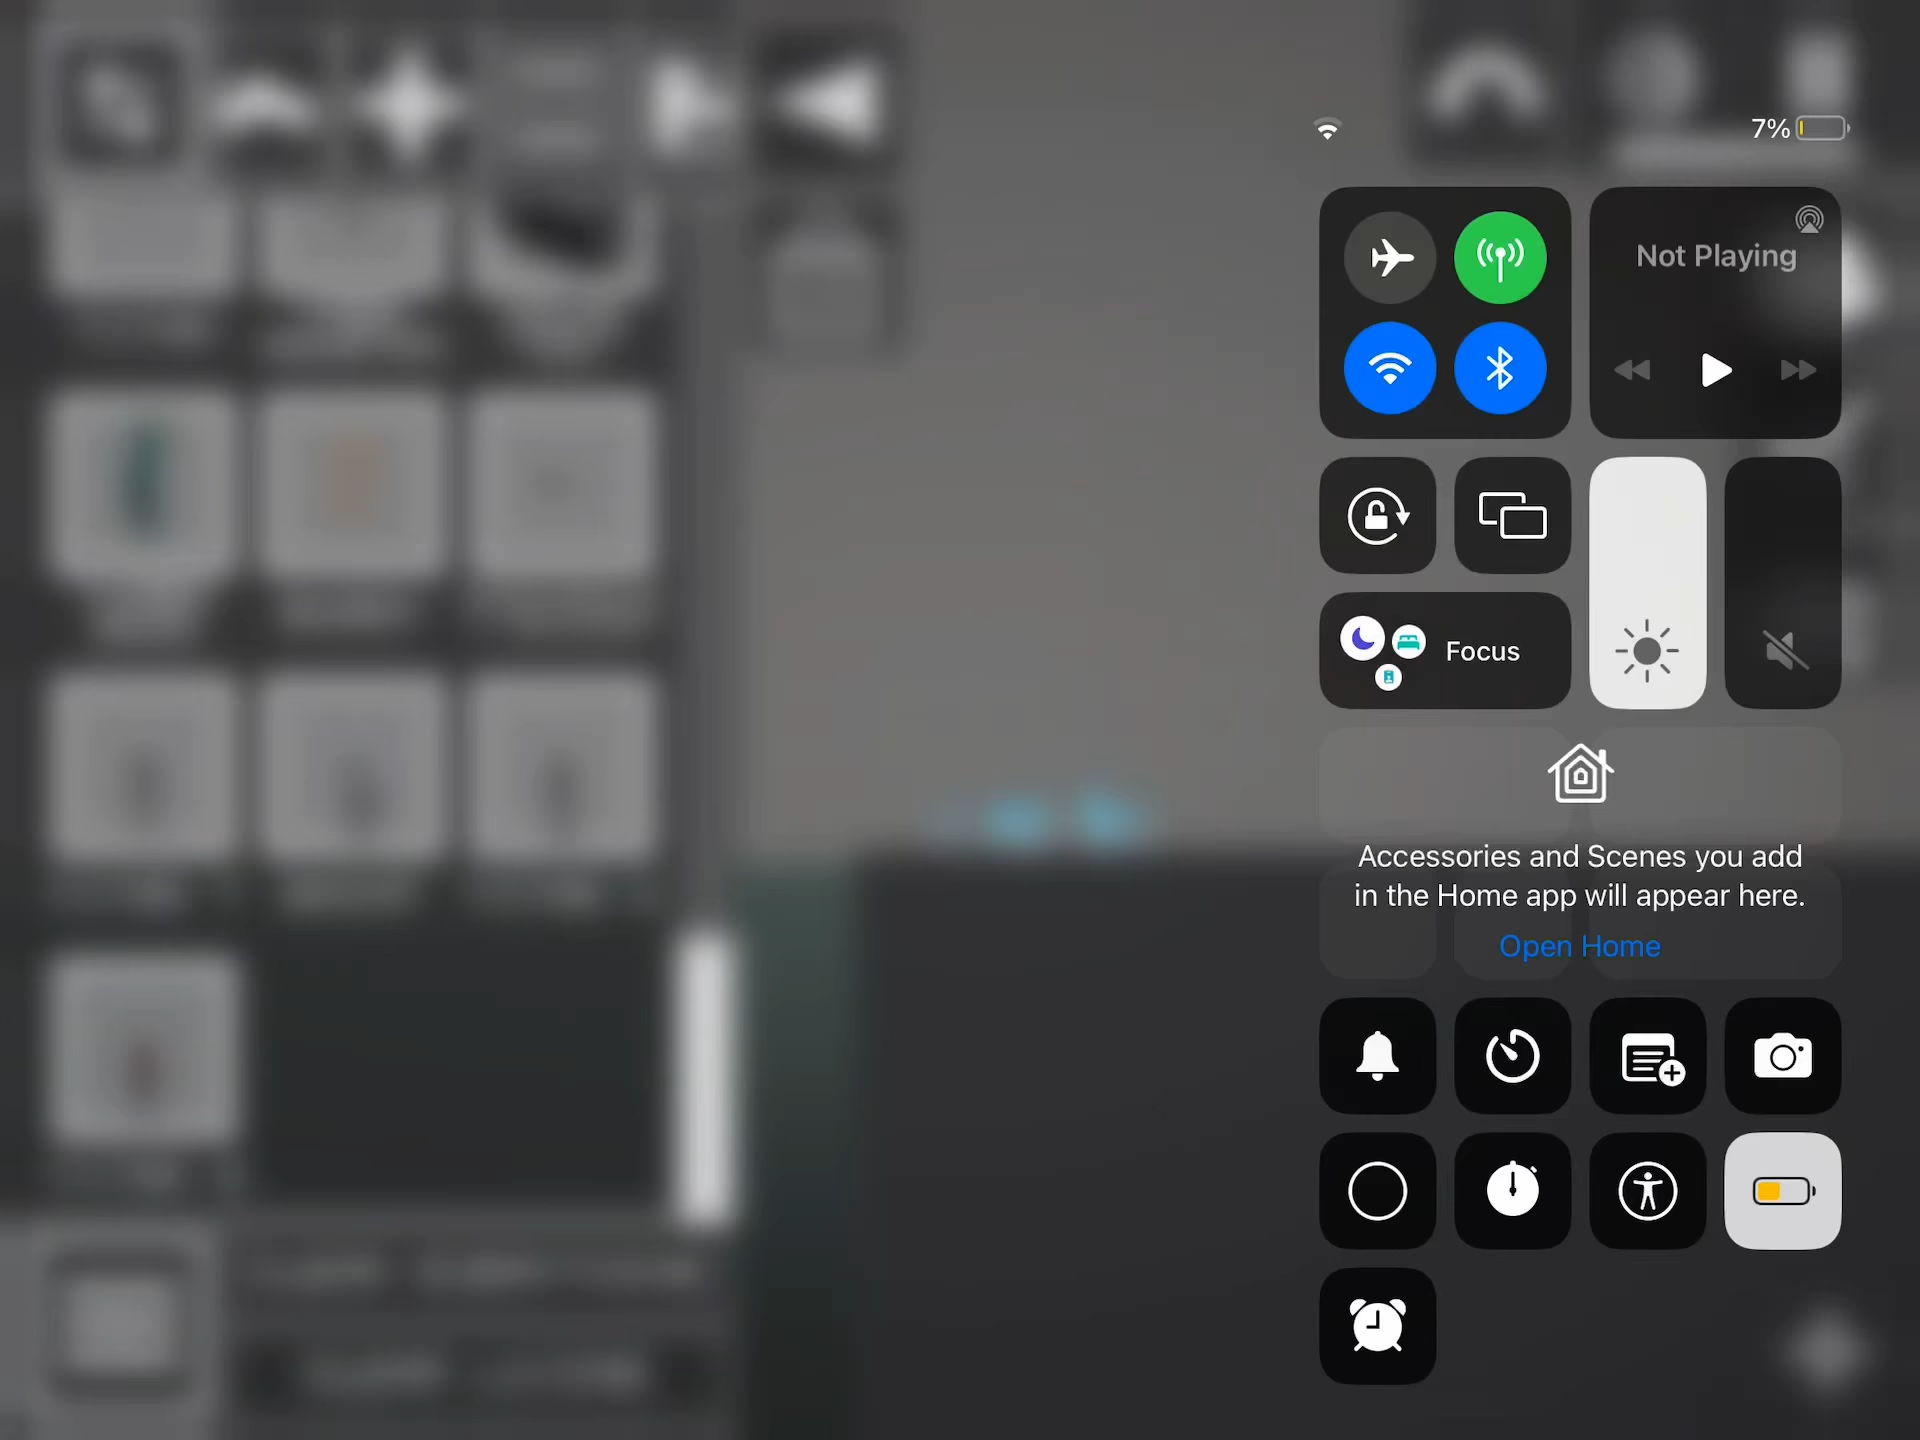 7%
Not Playing
Focus
Accessories and Scenes you add
in the Home app will appear here.
Open Home